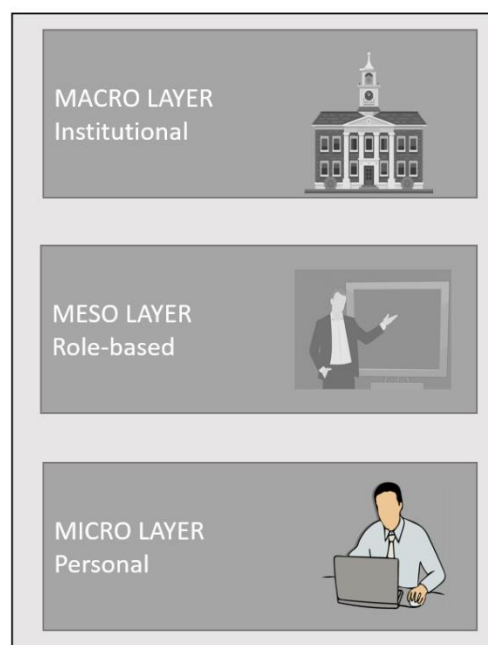 MACRO LAYER
Institutional
MESO LAYER
Role-based
MICRO LAYER
Personal